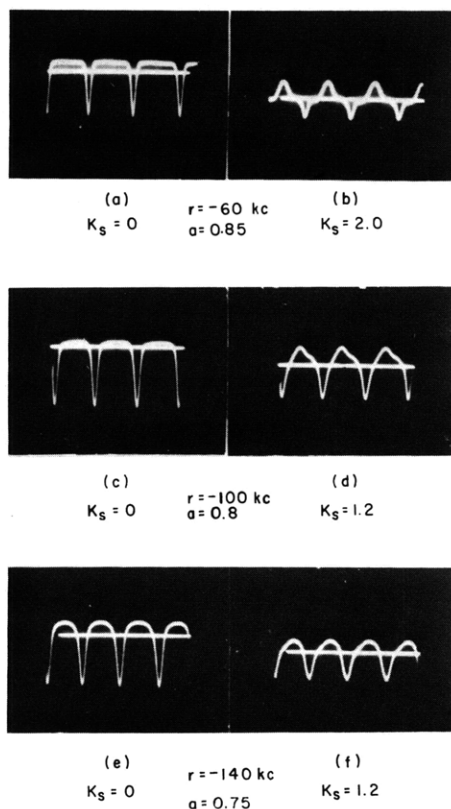 (a) (b)
K_s = 0 r = -60 kc K_s = 2.0
a = 0.85
(c) (d)
K_s = 0 r = -100 kc K_s = 1.2
a = 0.8
(e) (f)
K_s = 0 r = -140 kc K_s = 1.2
a = 0.75